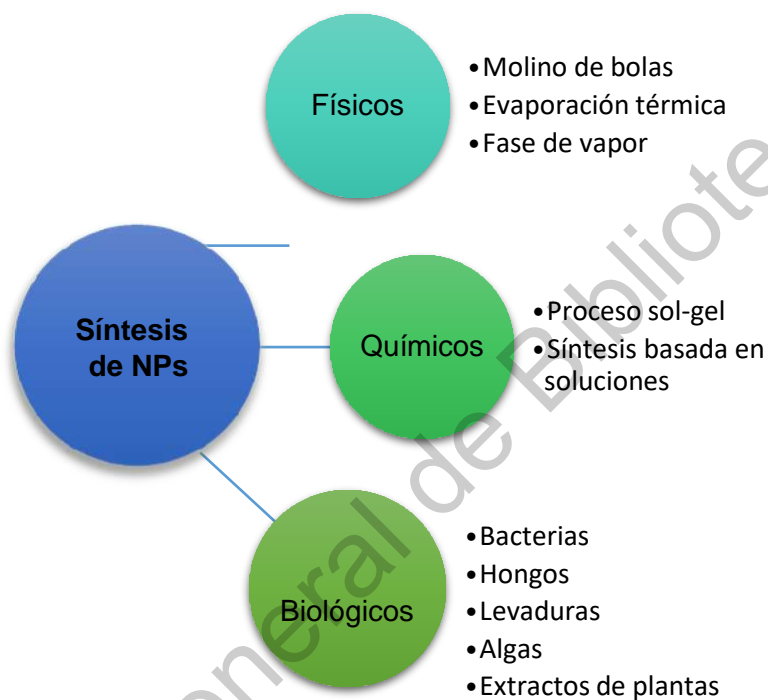 Físicos
•Molino de bolas
•Evaporación térmica
•Fase de vapor
Síntesis
de NPs
Químicos
•Proceso sol-gel
•Síntesis basada en
soluciones
Biológicos
•Bacterias
•Hongos
•Levaduras
•Algas
•Extractos de plantas
de